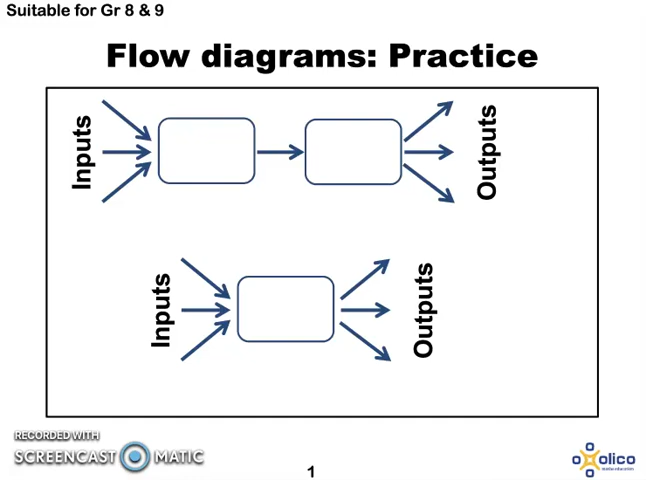 Suitable for Gr 8 & 9
Flow diagrams: Practice
Inputs
Outputs
Inputs
Outputs
RECORDED WITH
SCREENCAST MATIC
1
olico